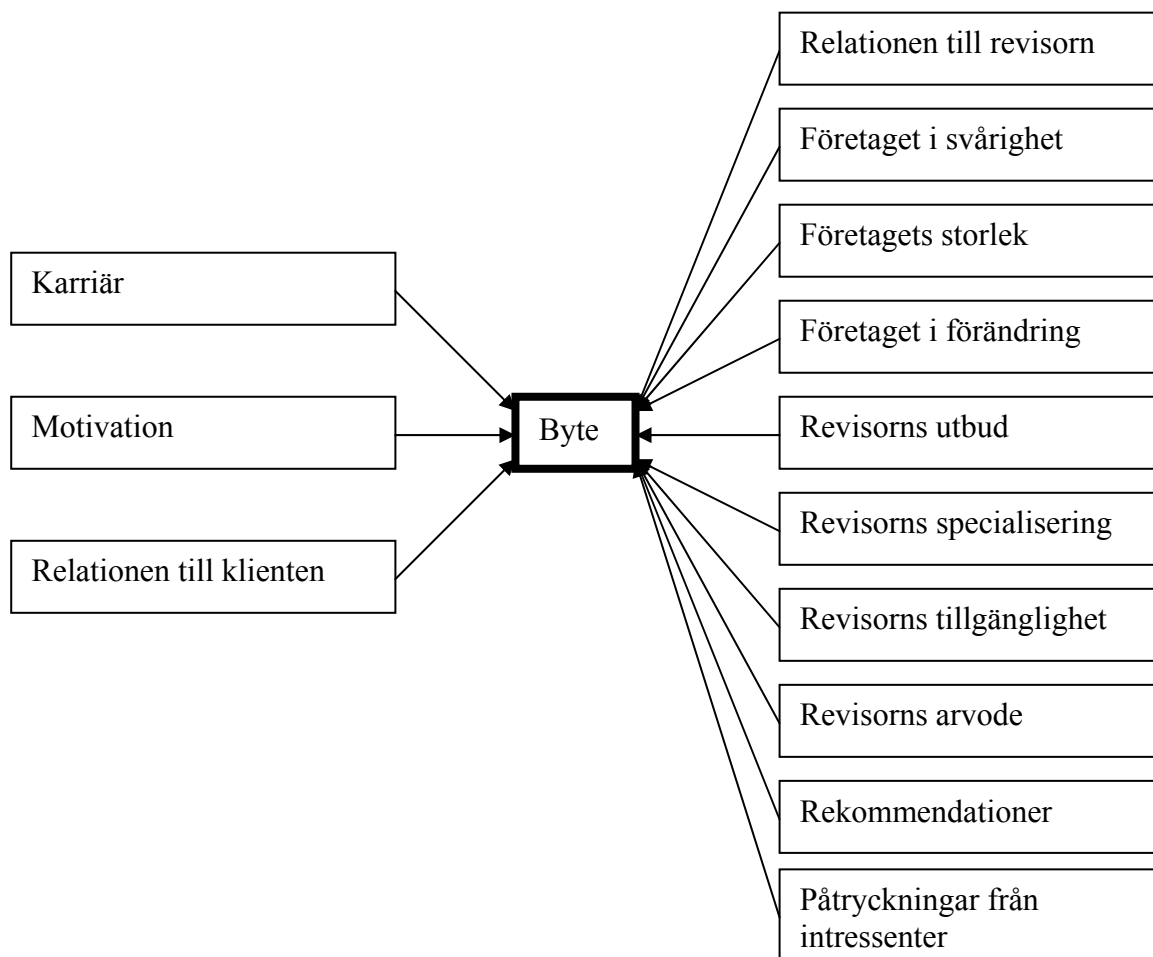 Karriär
Motivation
Relationen till klienten
Byte
Relationen till revisorn
Företaget i svårighet
Företagets storlek
Företaget i förändring
Revisorns utbud
Revisorns specialisering
Revisorns tillgänglighet
Revisorns arvode
Rekommendationer
Påtryckningar från
intressenter